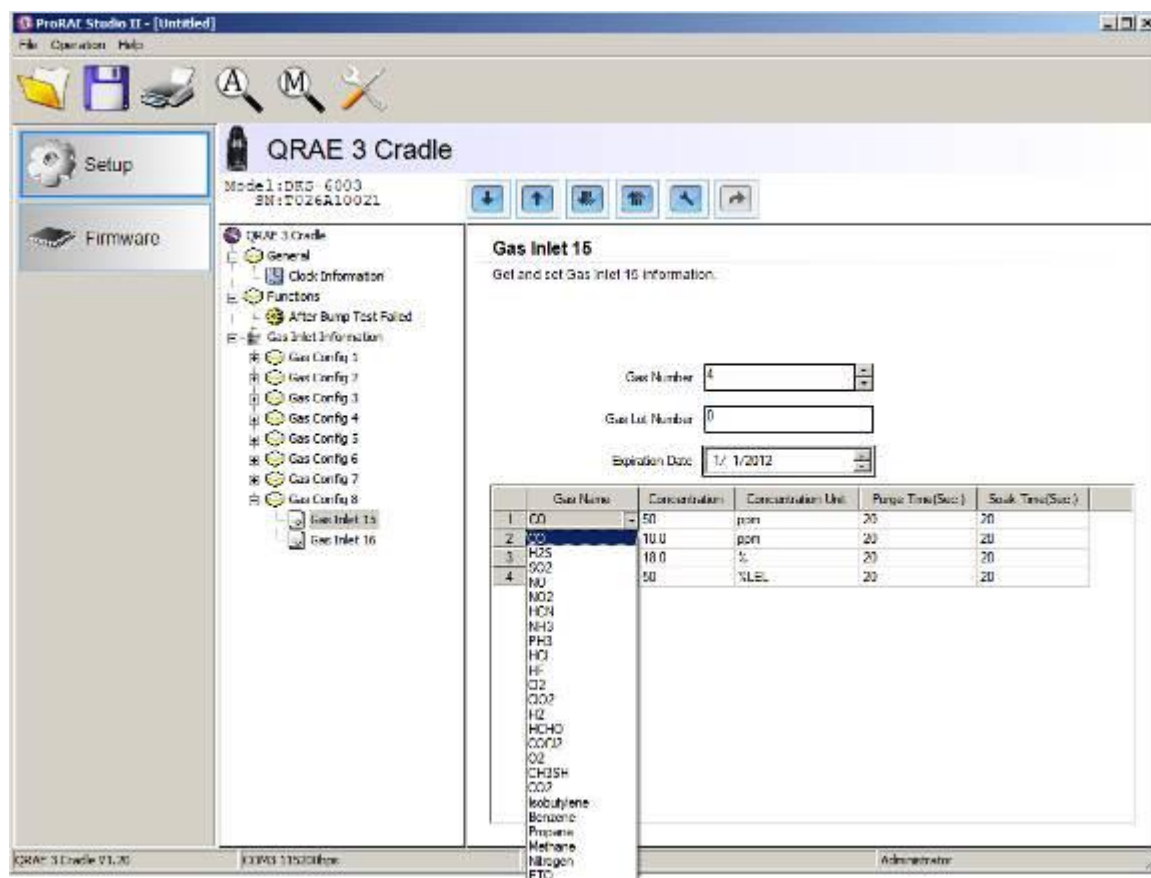 ProRAE Studio II - [Untitled]
File Operation Help
A
M
Setup
Firmware
QRAE 3 Cradle
Model:DKS-6003
SN:T026A10021
QRAE 3 Cradle
General
Clock Information
Functions
After Bump Test Failed
Gas Inlet Information
Gas Config 1
Gas Config 2
Gas Config 3
Gas Config 4
Gas Config 5
Gas Config 6
Gas Config 7
Gas Config 8
Gas Inlet 15
Gas Inlet 16
Gas Inlet 15
Get and set Gas Inlet 15 information.
Gas Number 4
Gas Lot Number 0
Expiration Date 1/ 1/2012
Gas Name Concentration Concentration Unit Purge Time(Sec.) Soak Time(Sec.)
1 CO 50 ppm 20 20
2 10.0 ppm 20 20
3 18.0 % 20 20
4 50 %LEL 20 20
CO
H2S
SO2
NO
NO2
HCN
NH3
PH3
HCl
HF
Cl2
ClO2
H2
HCHO
COCl2
O2
CH3SH
CO2
Isobutylene
Benzene
Propane
Methane
Nitrogen
ETO
QRAE 3 Cradle V1.20 COM3 115200bps Administrator